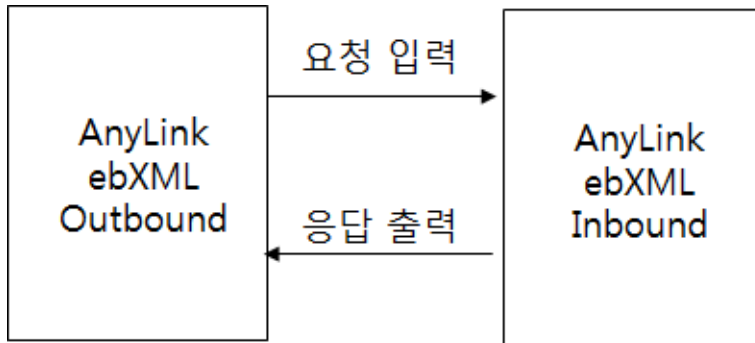 AnyLink
ebXML
Outbound
요청 입력
응답 출력
AnyLink
ebXML
Inbound